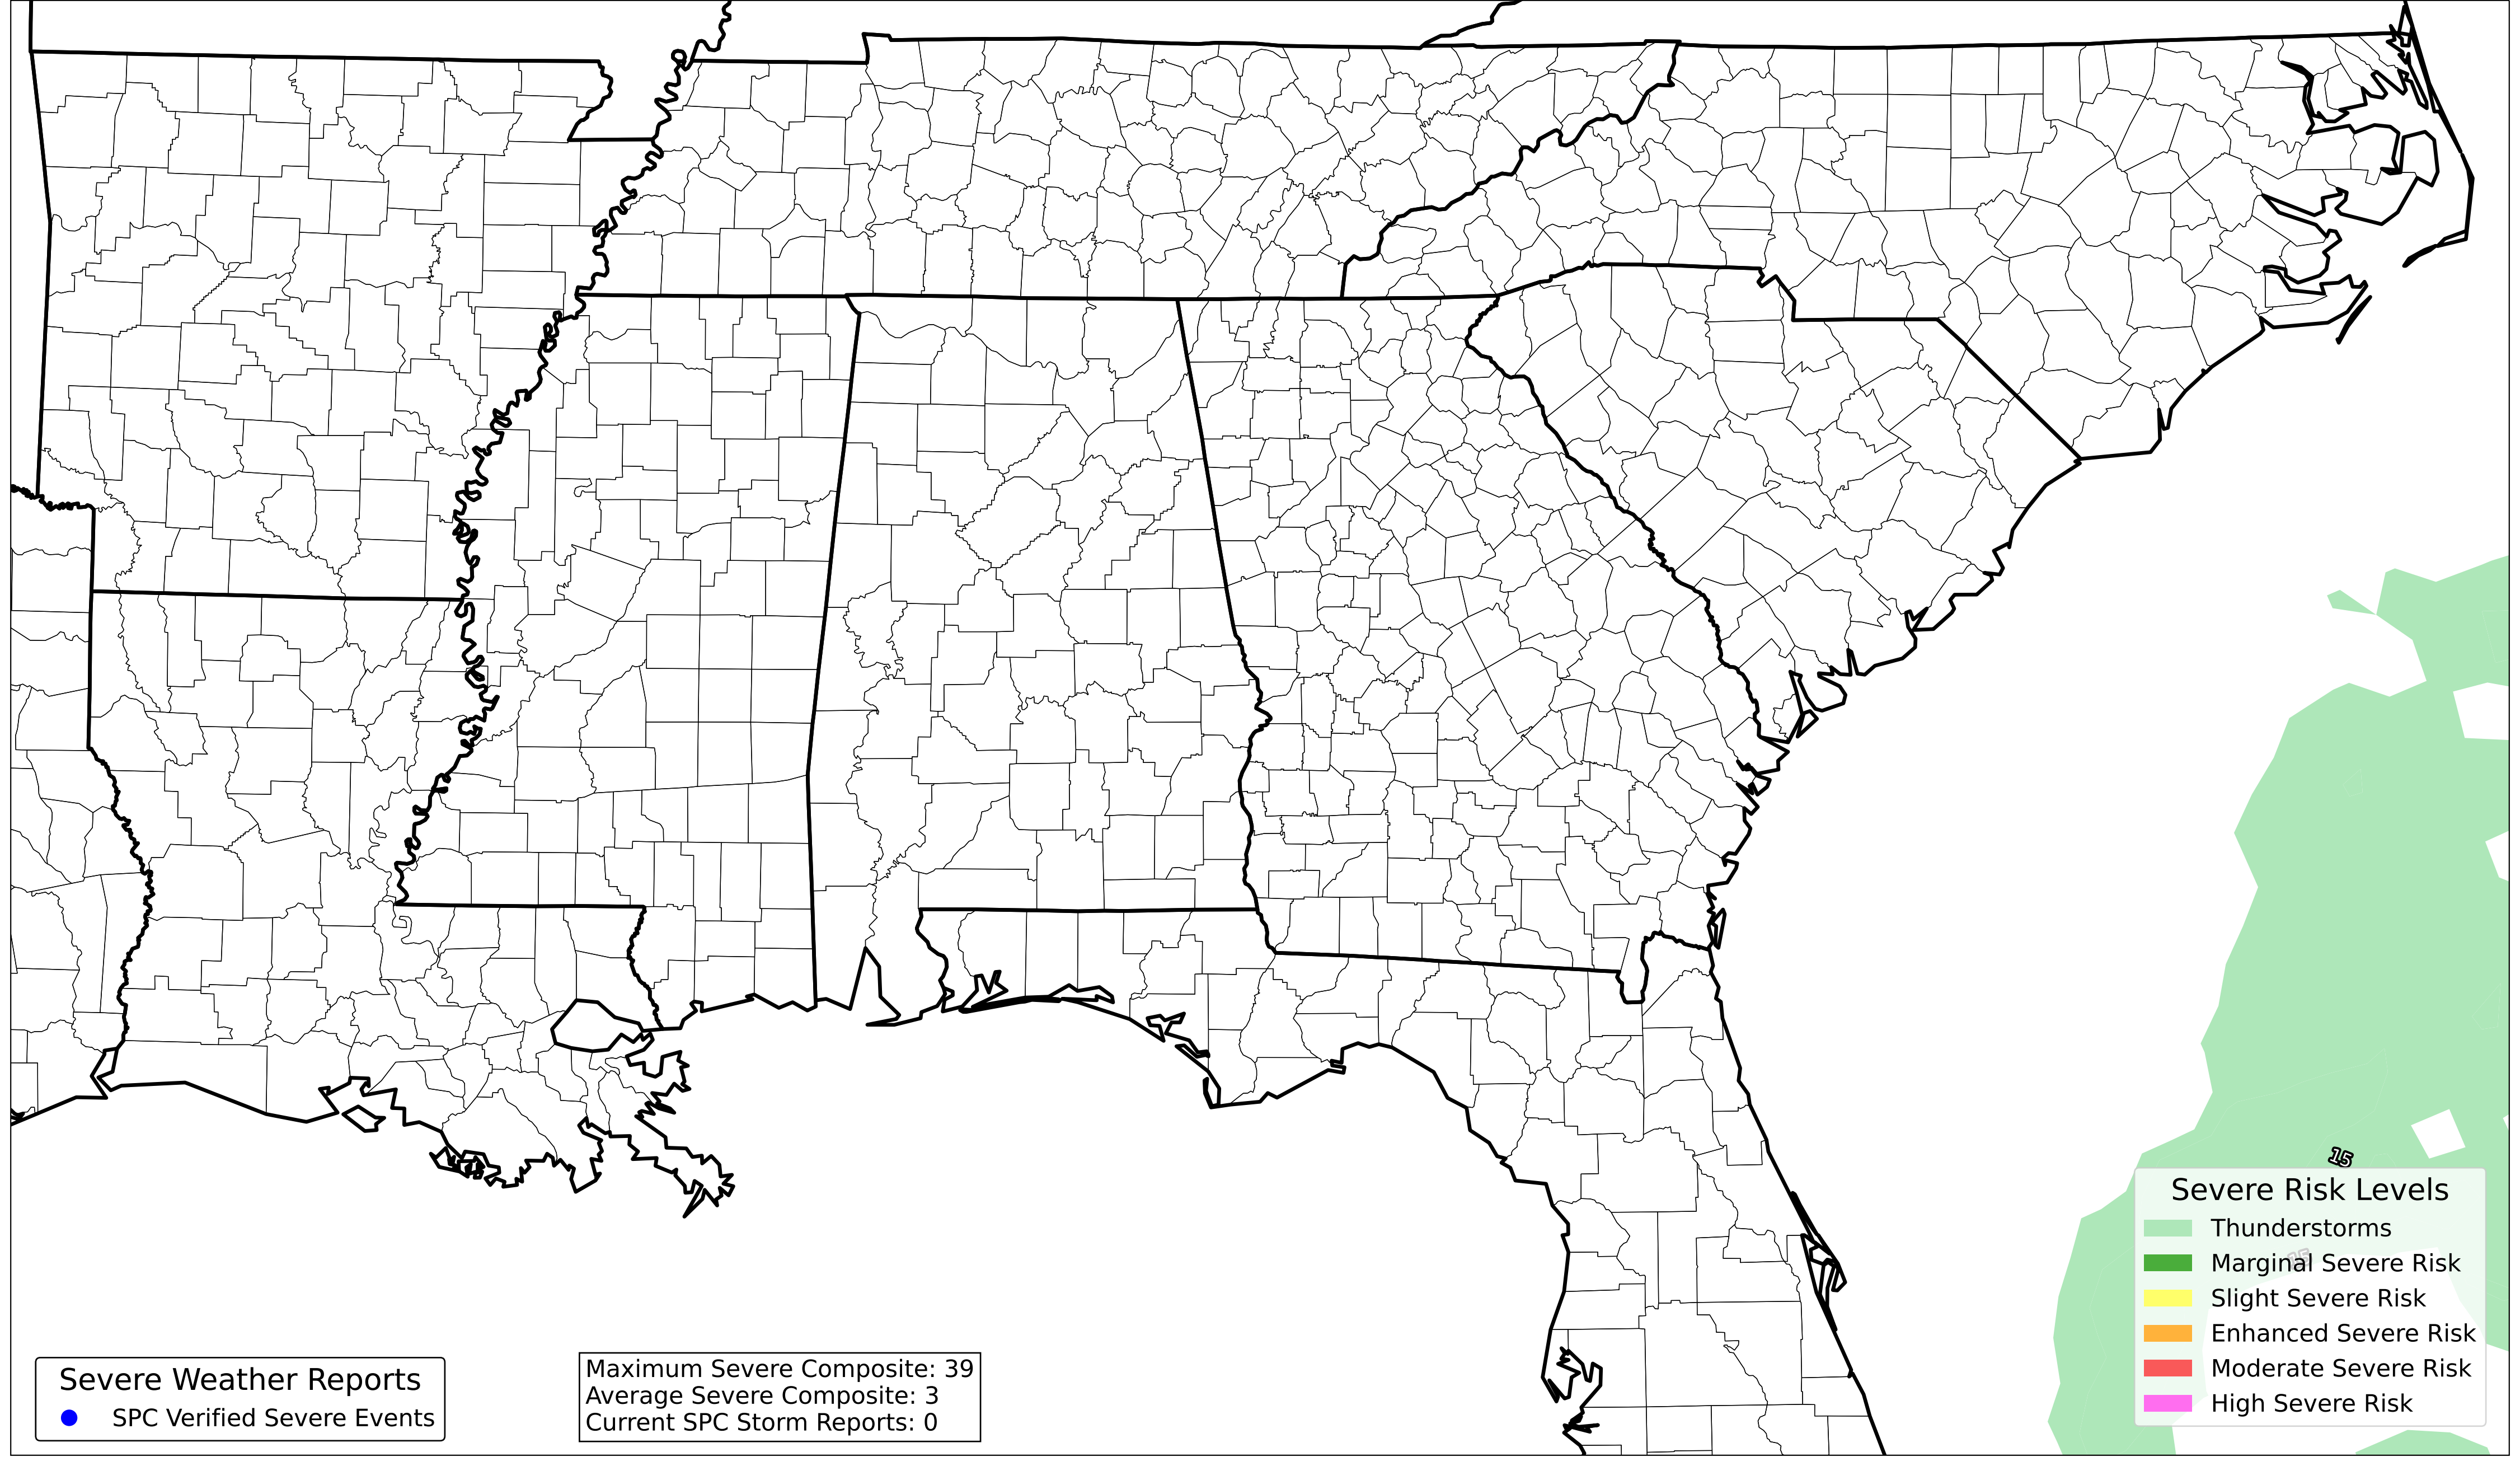 15
Severe Risk Levels
Thunderstorms
Marginal Severe Risk
Slight Severe Risk
Enhanced Severe Risk
Moderate Severe Risk
High Severe Risk
Severe Weather Reports
SPC Verified Severe Events
Maximum Severe Composite: 39
Average Severe Composite: 3
Current SPC Storm Reports: 0